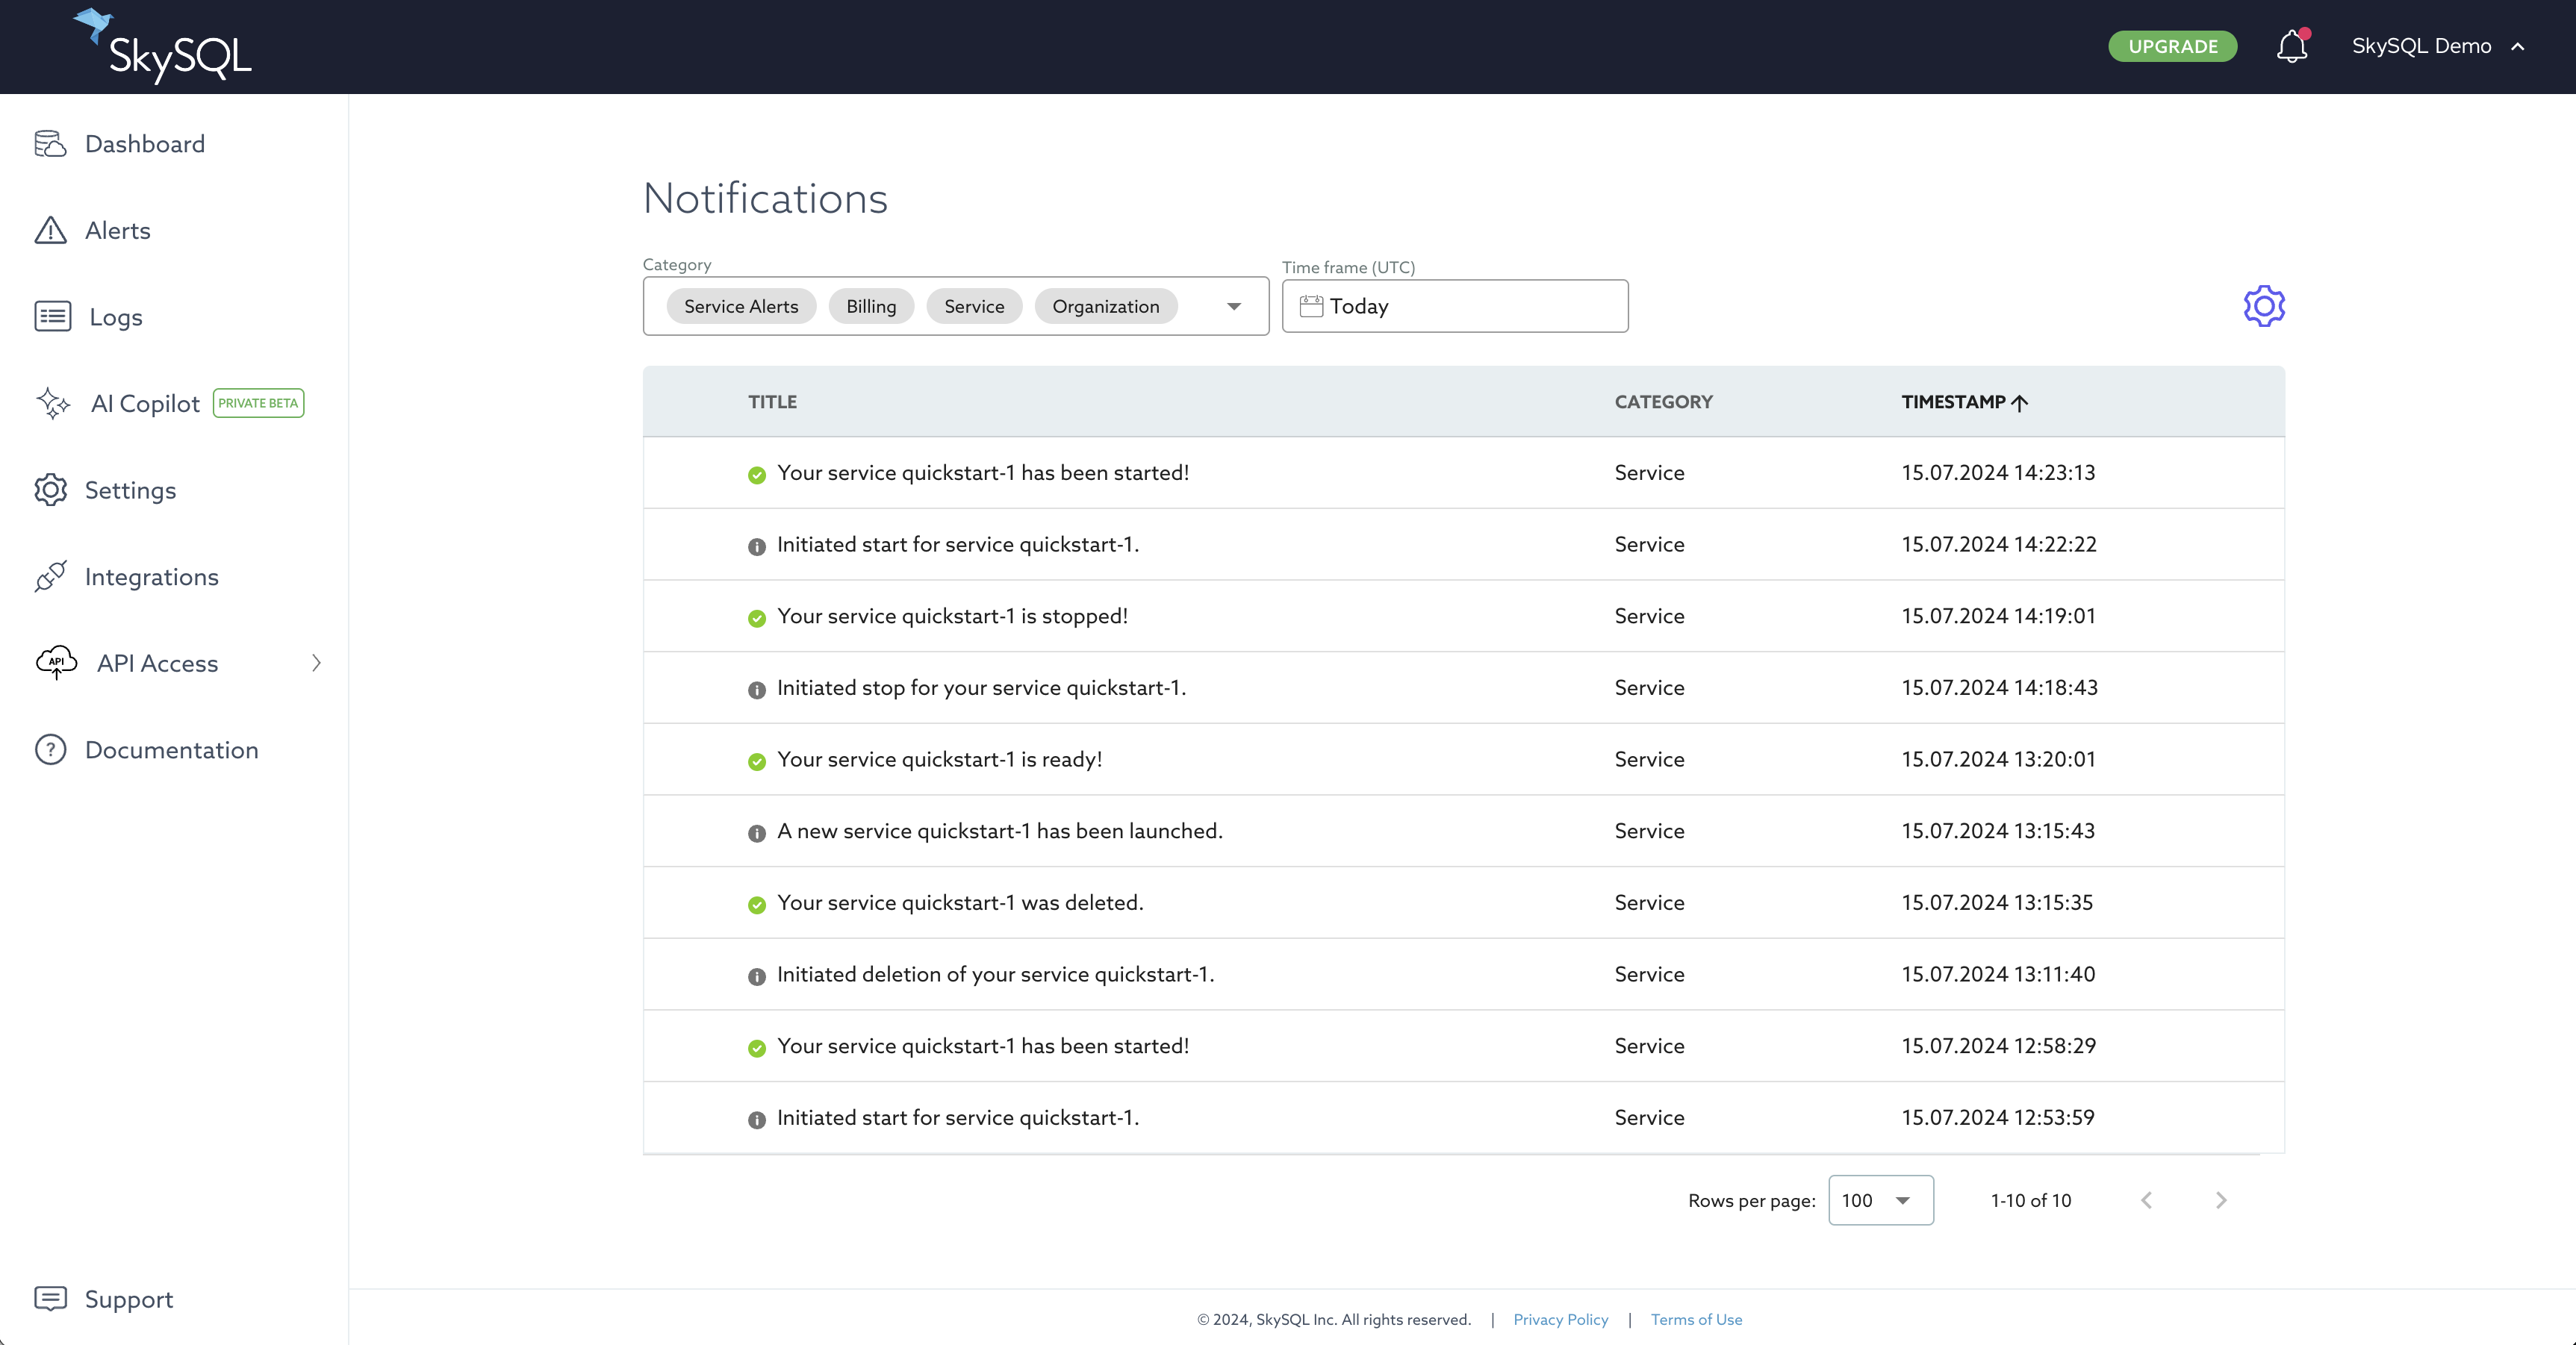 SkySQL
UPGRADE
SkySQL Demo
Dashboard
Alerts
Logs
AI Copilot PRIVATE BETA
Settings
Integrations
API API Access
Documentation
Support
Notifications
Category
Service Alerts Billing Service Organization
Time frame (UTC)
Today
TITLE CATEGORY TIMESTAMP
Your service quickstart-1 has been started! Service 15.07.2024 14:23:13
Initiated start for service quickstart-1. Service 15.07.2024 14:22:22
Your service quickstart-1 is stopped! Service 15.07.2024 14:19:01
Initiated stop for your service quickstart-1. Service 15.07.2024 14:18:43
Your service quickstart-1 is ready! Service 15.07.2024 13:20:01
A new service quickstart-1 has been launched. Service 15.07.2024 13:15:43
Your service quickstart-1 was deleted. Service 15.07.2024 13:15:35
Initiated deletion of your service quickstart-1. Service 15.07.2024 13:11:40
Your service quickstart-1 has been started! Service 15.07.2024 12:58:29
Initiated start for service quickstart-1. Service 15.07.2024 12:53:59
Rows per page: 100 1-10 of 10
© 2024, SkySQL Inc. All rights reserved. | Privacy Policy | Terms of Use